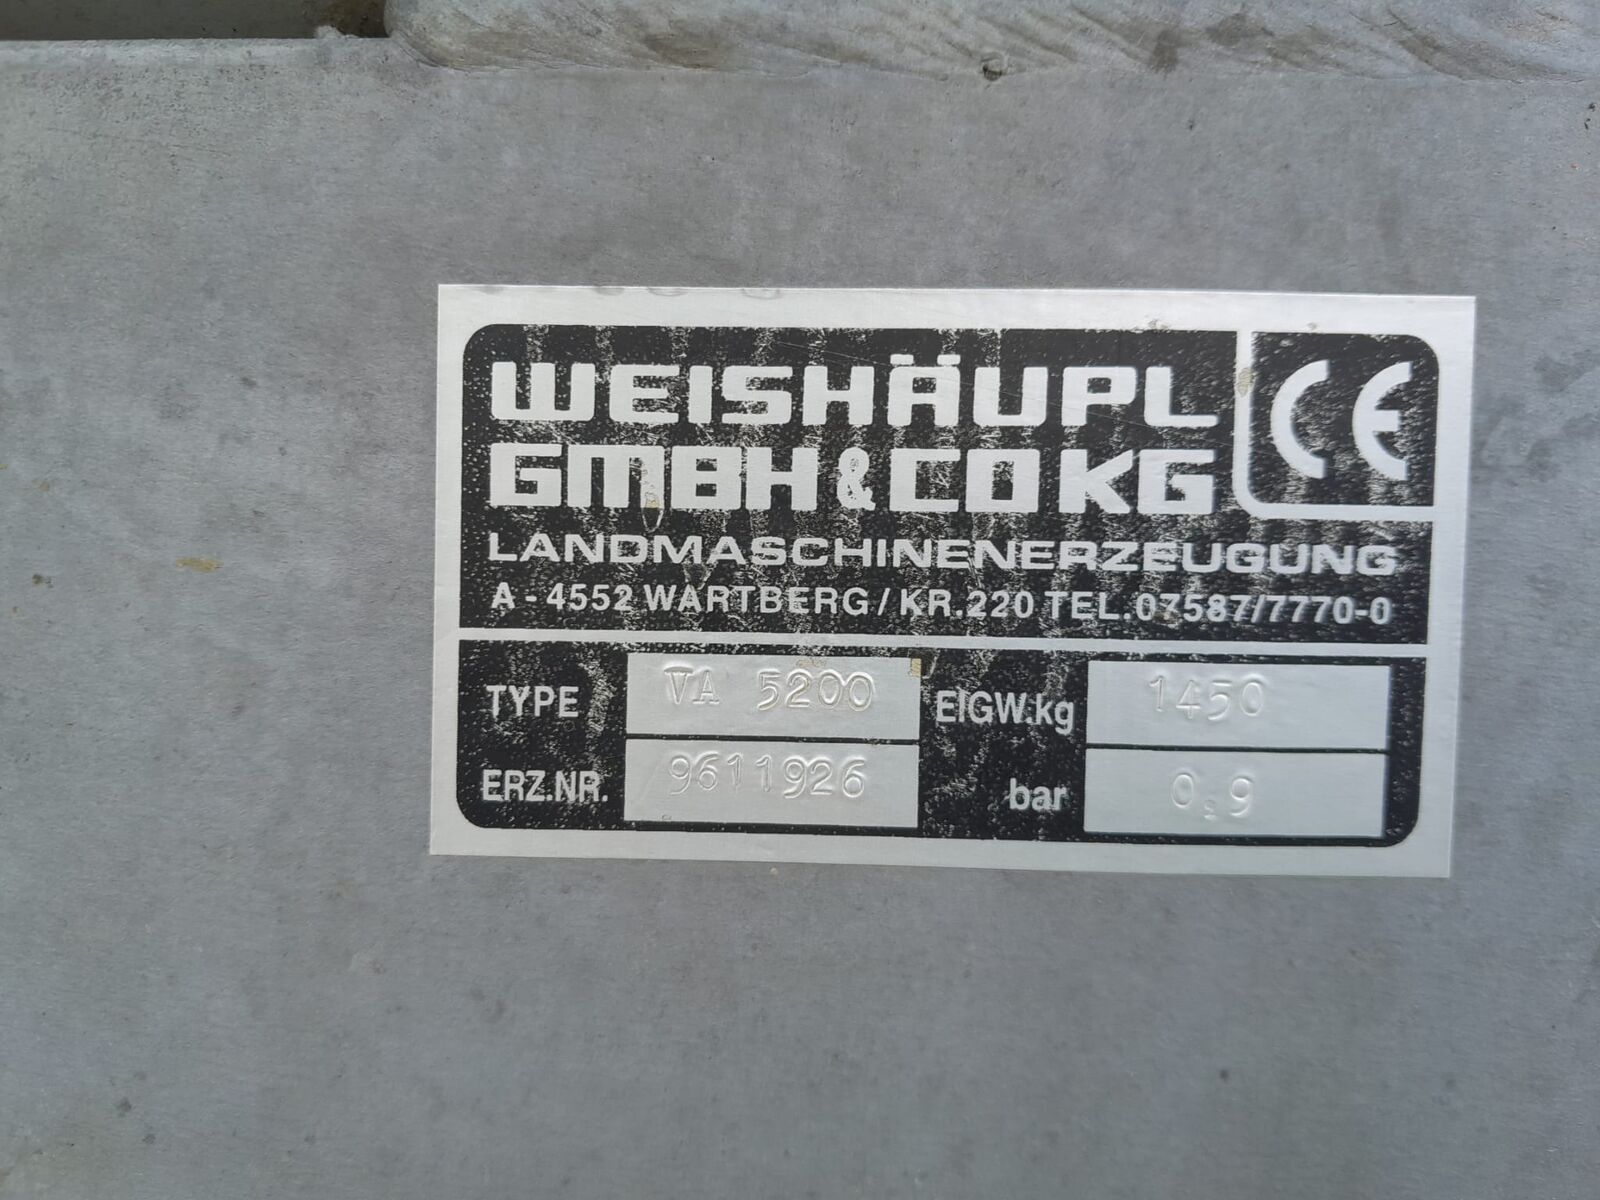 WEISHÄUPL
GMBH & CO KG
CE
LANDMASCHINENERZEUGUNG
A - 4552 WARTBERG / KR. 220 TEL. 07587/7770-0
TYPE VA 5200 EIGW.kg 1450
ERZ.NR. 9611926 bar 0,9